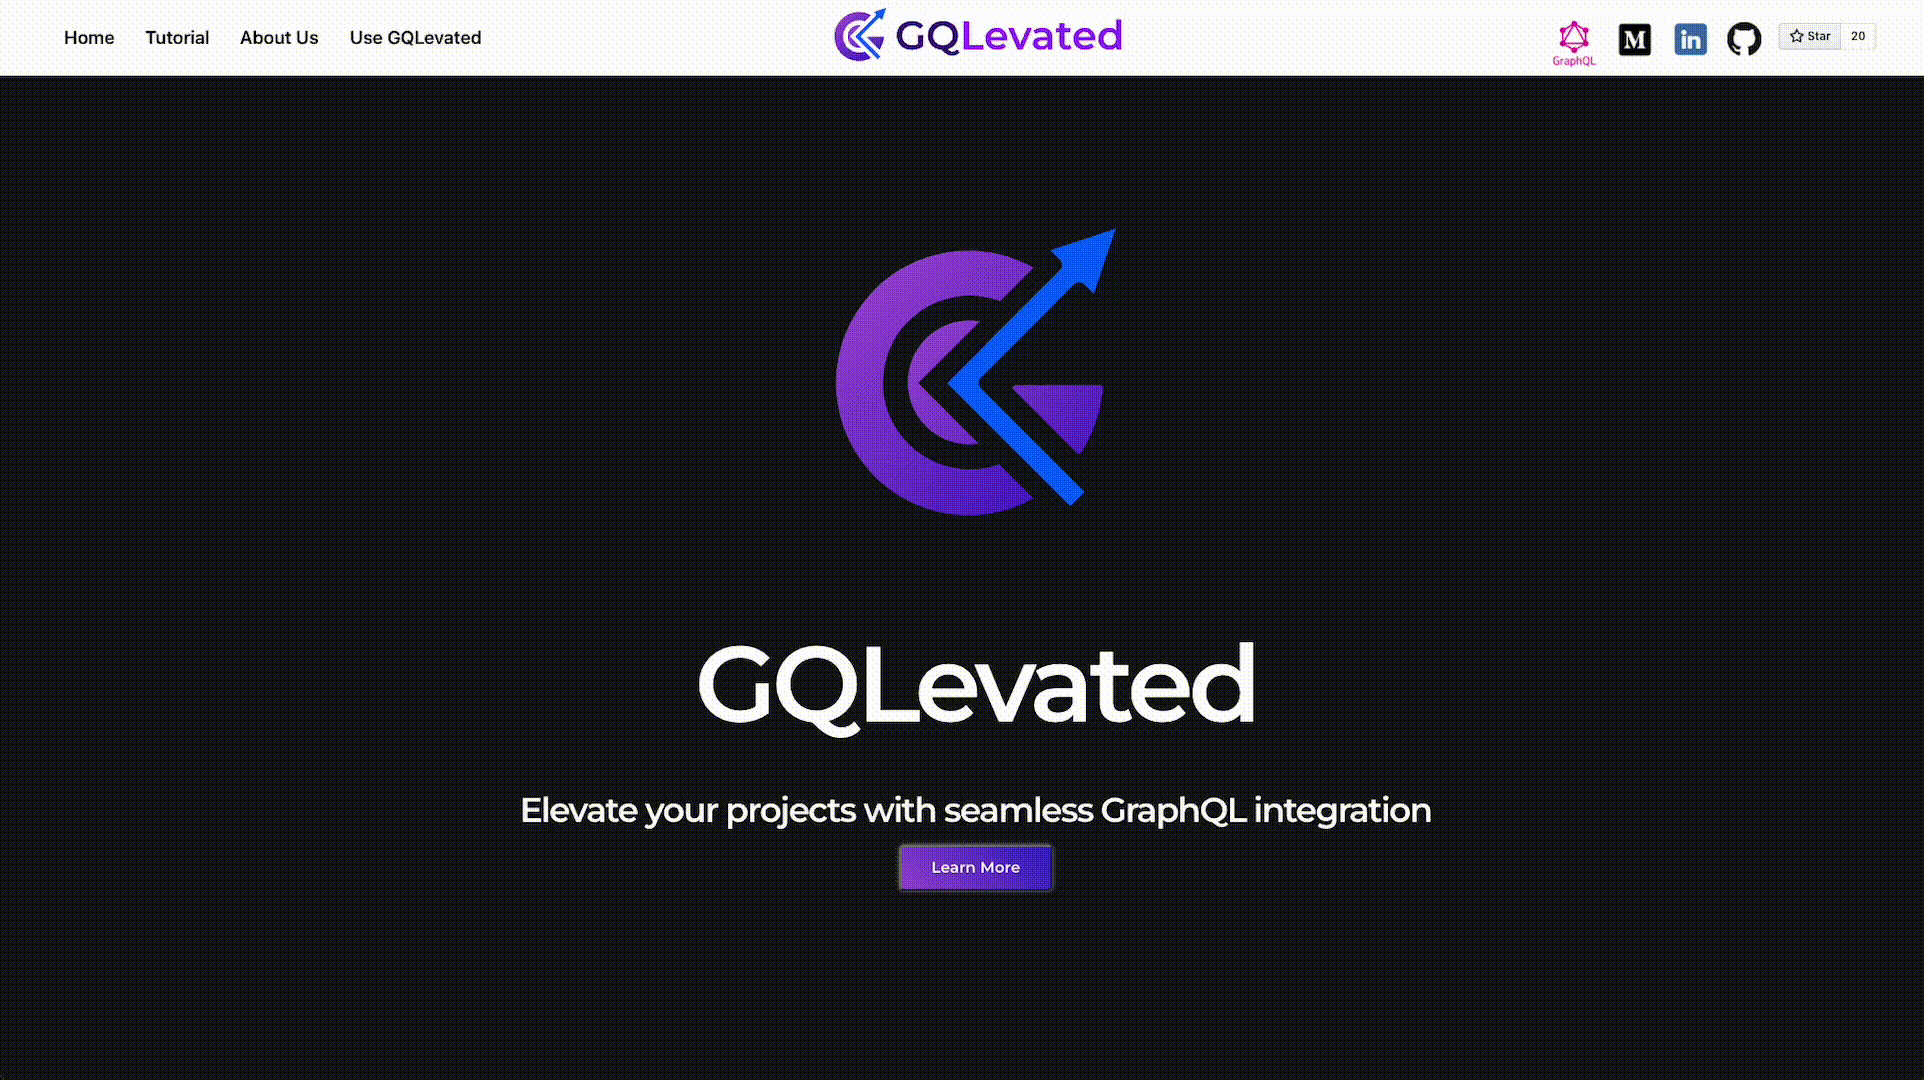 Home Tutorial About Us Use GQLevated GQLevated GraphQL M in Star 20
GQLevated
Elevate your projects with seamless GraphQL integration
Learn More